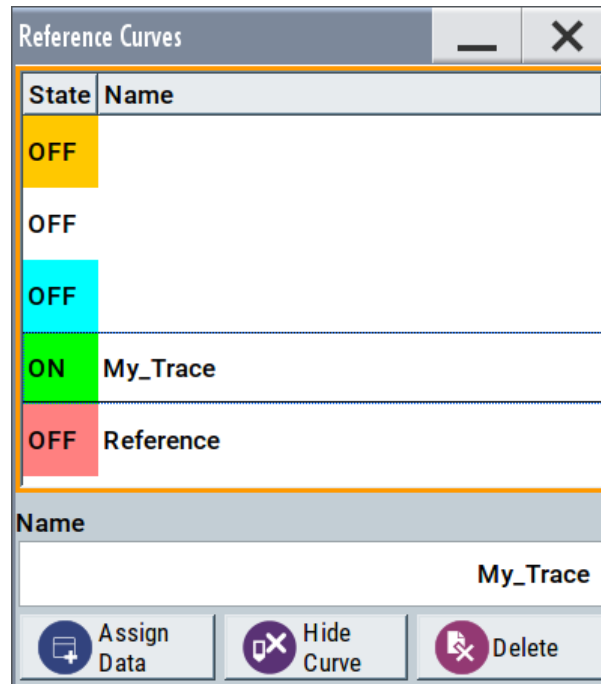 Reference Curves
State Name
OFF
OFF
OFF
ON My_Trace
OFF Reference
Name
My_Trace
Assign Data
Hide Curve
Delete